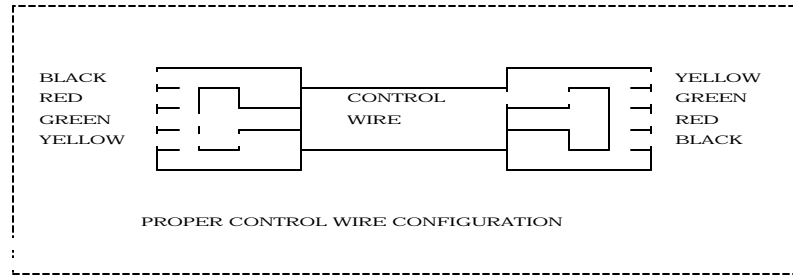 BLACK
RED
GREEN
YELLOW
CONTROL
WIRE
YELLOW
GREEN
RED
BLACK
PROPER CONTROL WIRE CONFIGURATION